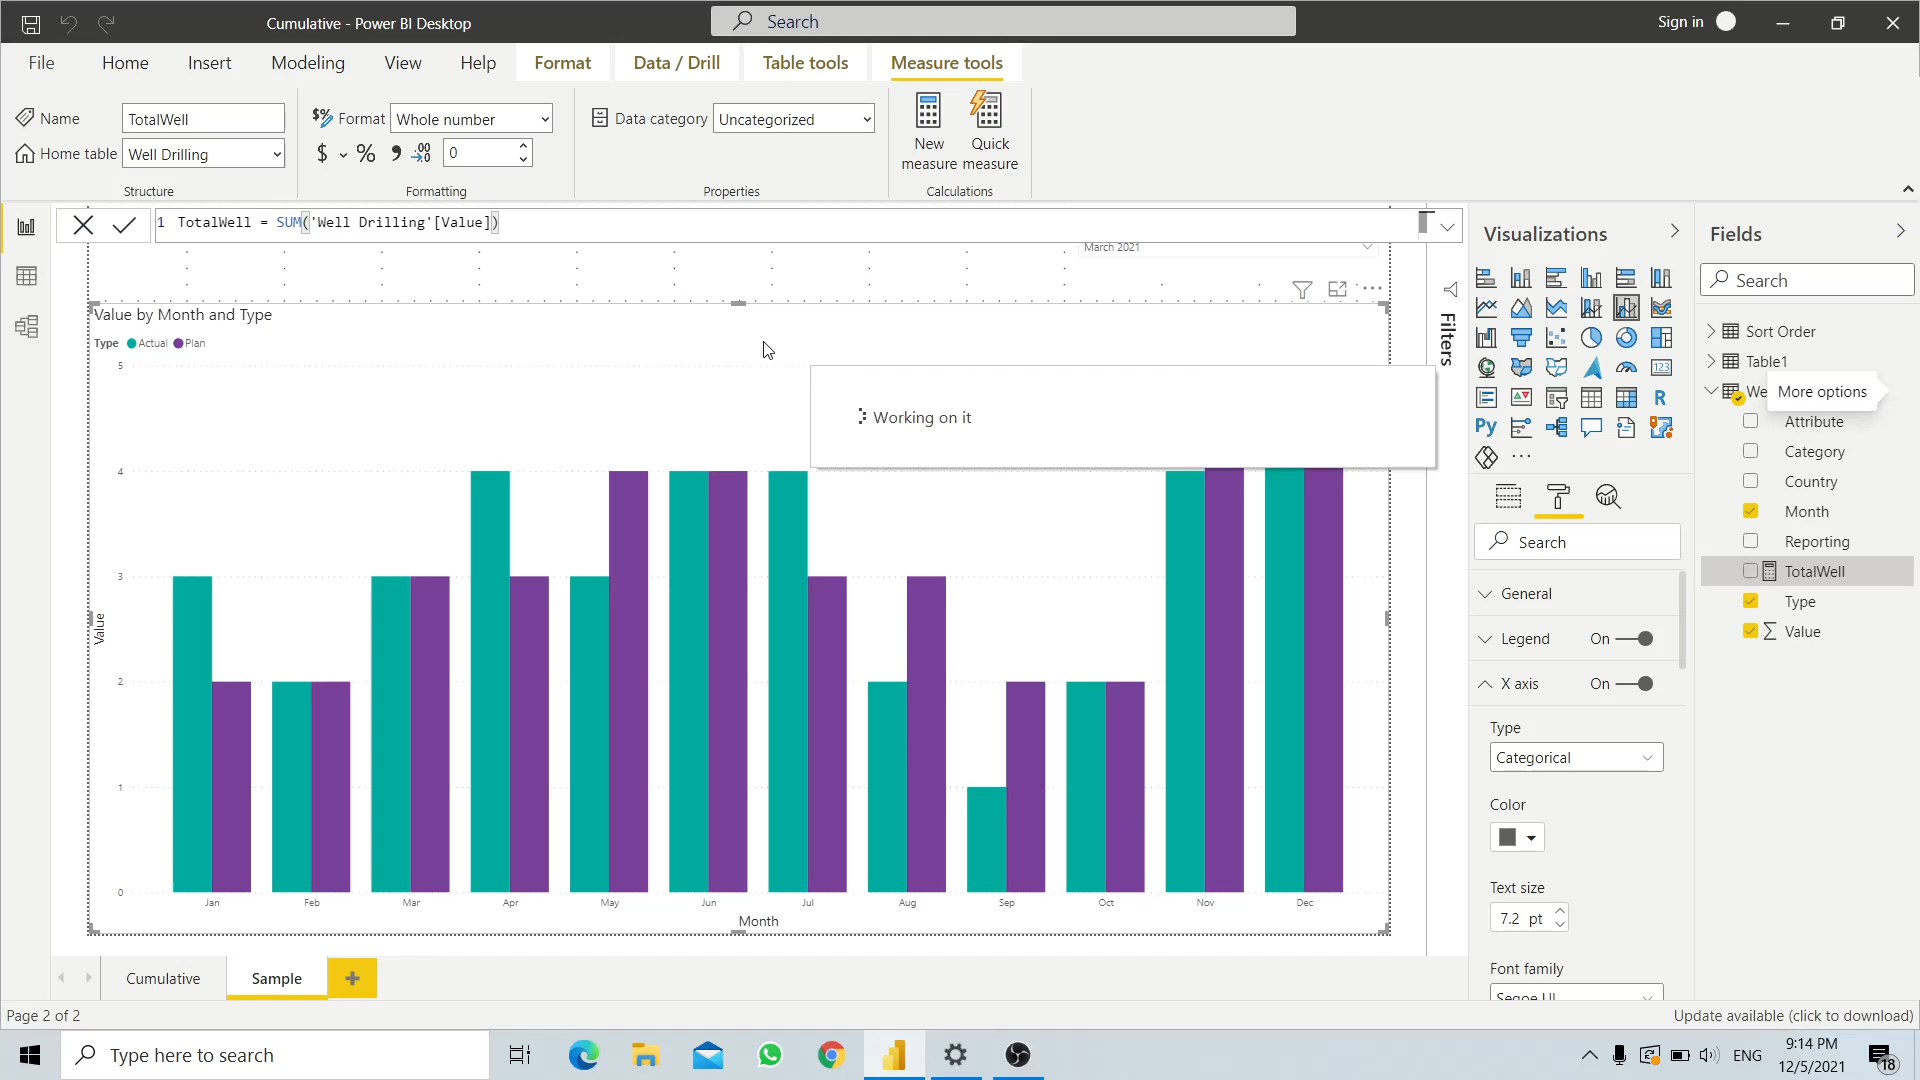 Cumulative - Power BI Desktop
Search
Sign in
File Home Insert Modeling View Help Format Data / Drill Table tools Measure tools
Name TotalWell
Home table Well Drilling
Structure
$% Format Whole number
$ % 9 .00 0
Formatting
Data category Uncategorized
Properties
New measure
Quick measure
Calculations
1 TotalWell = SUM('Well Drilling'[Value])
March 2021
Value by Month and Type
Type Actual Plan
Working on it
5
4
3
2
1
0
Value
Jan Feb Mar Apr May Jun Jul Aug Sep Oct Nov Dec
Month
Filters
Visualizations
123
R
Py
Search
General
Legend On
X axis On
Type
Categorical
Color
Text size
7.2 pt
Font family
Segoe UI
Fields
Search
Sort Order
Table1
We
More options
Attribute
Category
Country
Month
Reporting
TotalWell
Type
Value
Cumulative Sample
Page 2 of 2
Update available (click to download)
Type here to search
ENG
9:14 PM
12/5/2021
18